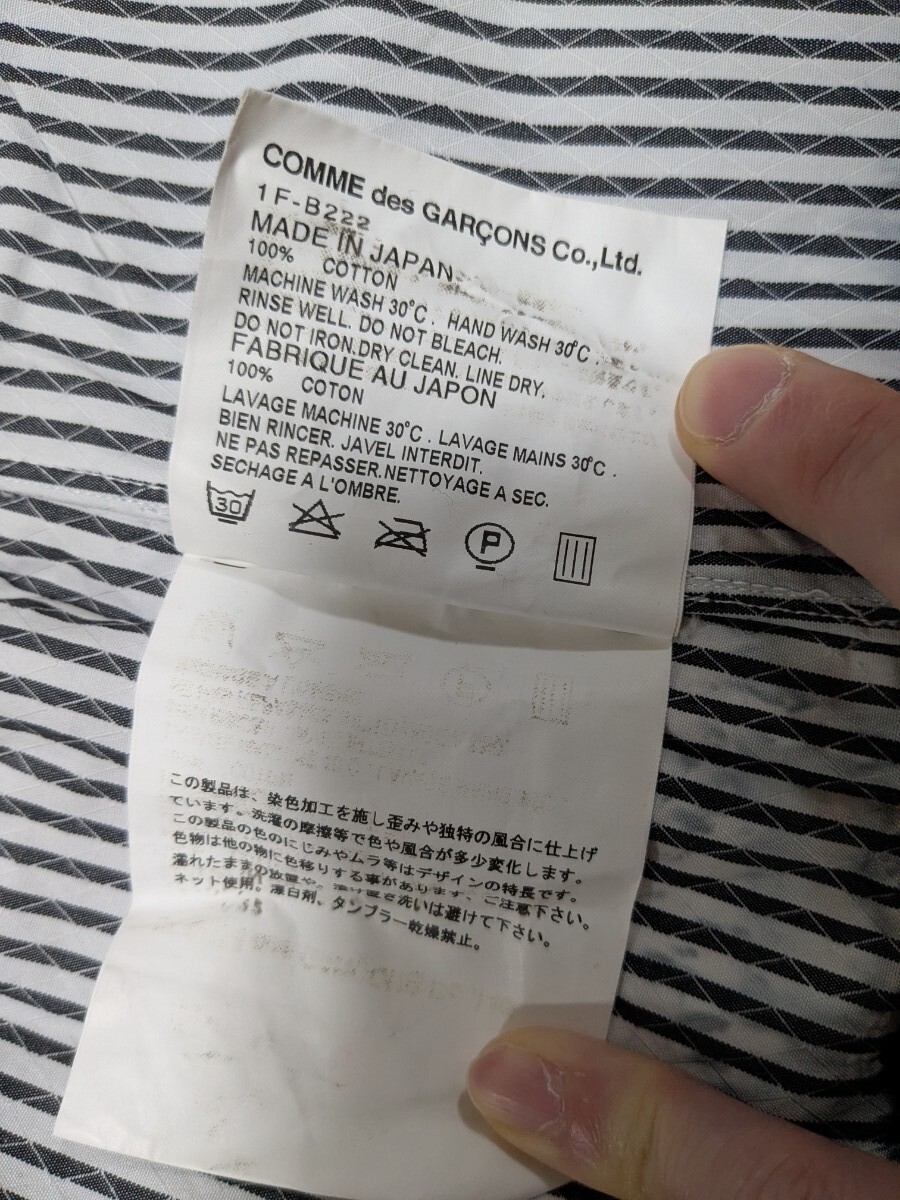 COMME des GARÇONS Co.,Ltd.
1F-B222
MADE IN JAPAN
100% COTTON
MACHINE WASH 30°C. HAND WASH 30°C.
RINSE WELL. DO NOT BLEACH.
DO NOT IRON.DRY CLEAN. LINE DRY.
FABRIQUE AU JAPON
100% COTON
LAVAGE MACHINE 30°C. LAVAGE MAINS 30°C.
BIEN RINCER. JAVEL INTERDIT.
NE PAS REPASSER.NETTOYAGE A SEC.
SECHAGE A L'OMBRE.
30 P
この製品は、染色加工を施し歪みや独特の風合に仕上げ
ています。洗濯の摩擦等で色や風合が多少変化します。
この製品の色のにじみやムラ等はデザインの特長です。
色物は他の物に色移りする事があります、ご注意下さい。
濡れたままの放置や、洗いは避けて下さい。
ネット使用。漂白剤、タンブラー乾燥禁止。